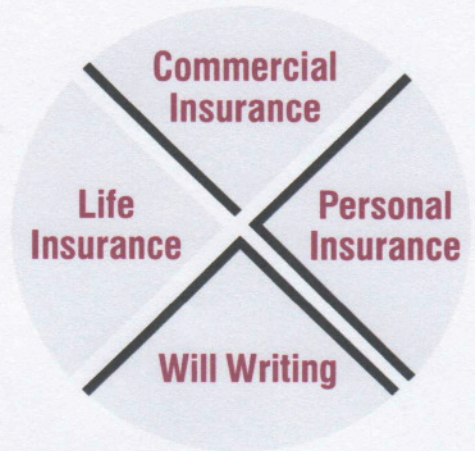 Commercial
Insurance
Life
Insurance
Personal
Insurance
Will Writing